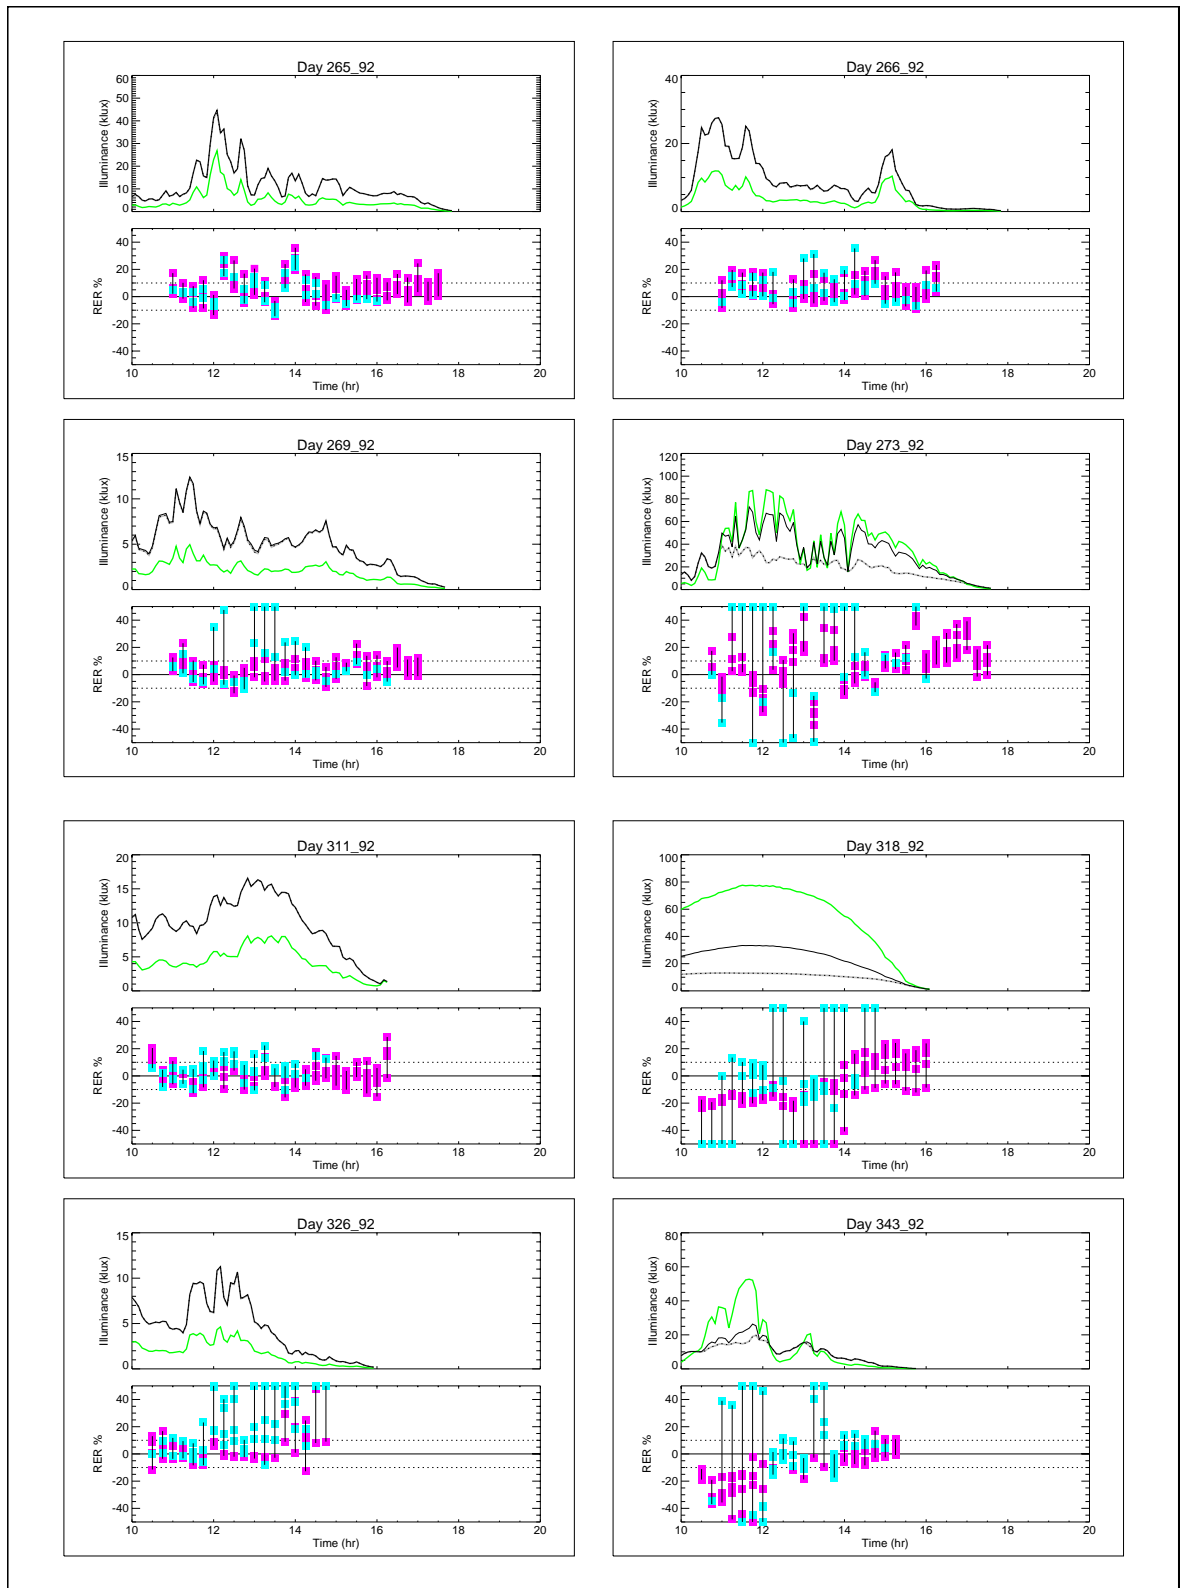 Day 265_92
Illuminance (klux)
60
50
40
30
20
10
0
RER %
40
20
0
-20
-40
10 12 14 16 18 20
Time (hr)
Day 266_92
Illuminance (klux)
40
20
0
RER %
40
20
0
-20
-40
10 12 14 16 18 20
Time (hr)
Day 269_92
Illuminance (klux)
15
10
5
0
RER %
40
20
0
-20
-40
10 12 14 16 18 20
Time (hr)
Day 273_92
Illuminance (klux)
120
100
80
60
40
20
0
RER %
40
20
0
-20
-40
10 12 14 16 18 20
Time (hr)
Day 311_92
Illuminance (klux)
20
15
10
5
0
RER %
40
20
0
-20
-40
10 12 14 16 18 20
Time (hr)
Day 318_92
Illuminance (klux)
100
80
60
40
20
0
RER %
40
20
0
-20
-40
10 12 14 16 18 20
Time (hr)
Day 326_92
Illuminance (klux)
15
10
5
0
RER %
40
20
0
-20
-40
10 12 14 16 18 20
Time (hr)
Day 343_92
Illuminance (klux)
80
60
40
20
0
RER %
40
20
0
-20
-40
10 12 14 16 18 20
Time (hr)